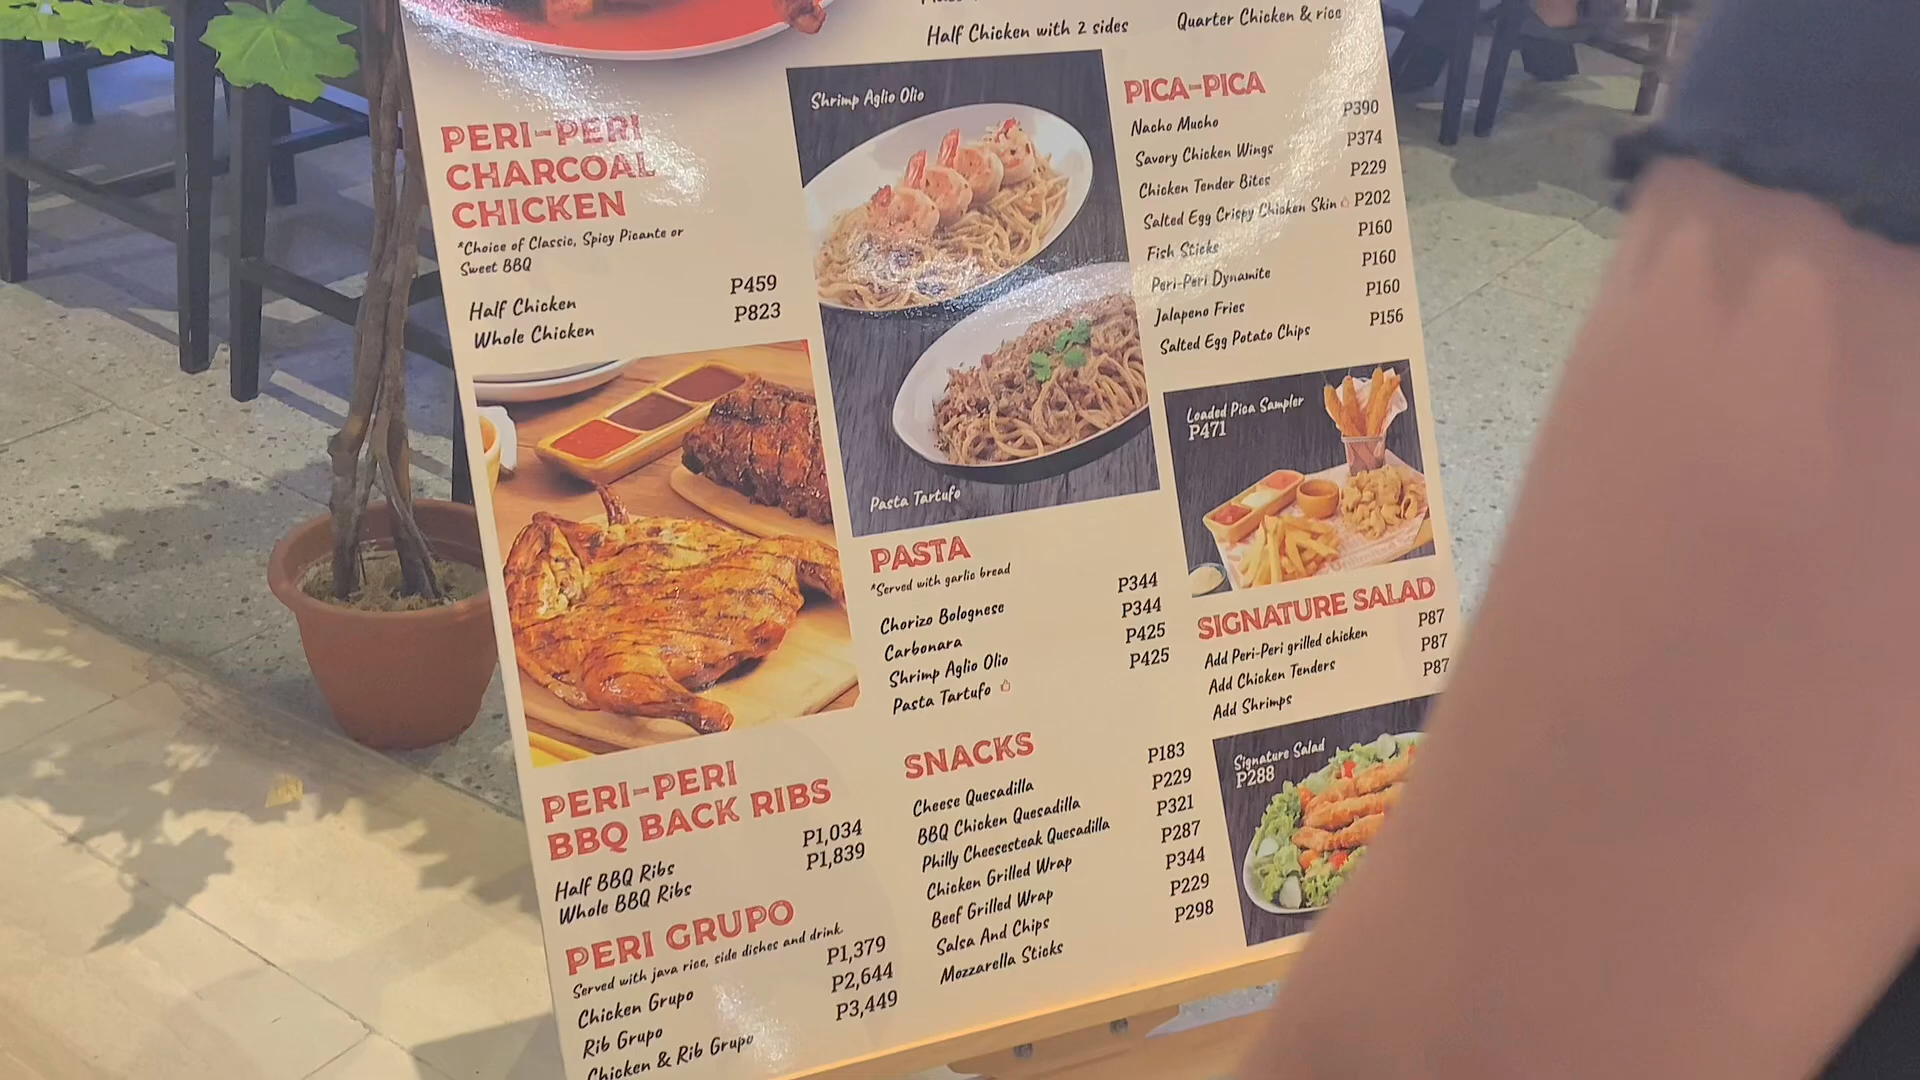 Half Chicken with 2 sides
Quarter Chicken & rice
PERI-PERI
CHARCOAL
CHICKEN
*Choice of Classic, Spicy Picante or
Sweet BBQ
Half Chicken P459
Whole Chicken P823
PERI-PERI
BBQ BACK RIBS
Half BBQ Ribs P1,034
Whole BBQ Ribs P1,839
PERI GRUPO
Served with java rice, side dishes and drink
Chicken Grupo P1,379
Rib Grupo P2,644
Chicken & Rib Grupo P3,449
Shrimp Aglio Olio
Pasta Tartufo
PASTA
*Served with garlic bread
Chorizo Bolognese P344
Carbonara P344
Shrimp Aglio Olio P425
Pasta Tartufo P425
SNACKS
Cheese Quesadilla P183
BBQ Chicken Quesadilla P229
Philly Cheesesteak Quesadilla P321
Chicken Grilled Wrap P287
Beef Grilled Wrap P344
Salsa And Chips P229
Mozzarella Sticks P298
PICA-PICA
Nacho Mucho P390
Savory Chicken Wings P374
Chicken Tender Bites P229
Salted Egg Crispy Chicken Skin P202
Fish Sticks P160
Peri-Peri Dynamite P160
Jalapeno Fries P160
Salted Egg Potato Chips P156
Loaded Pica Sampler
P471
SIGNATURE SALAD
Add Peri-Peri grilled chicken P87
Add Chicken Tenders P87
Add Shrimps P87
Signature Salad
P288